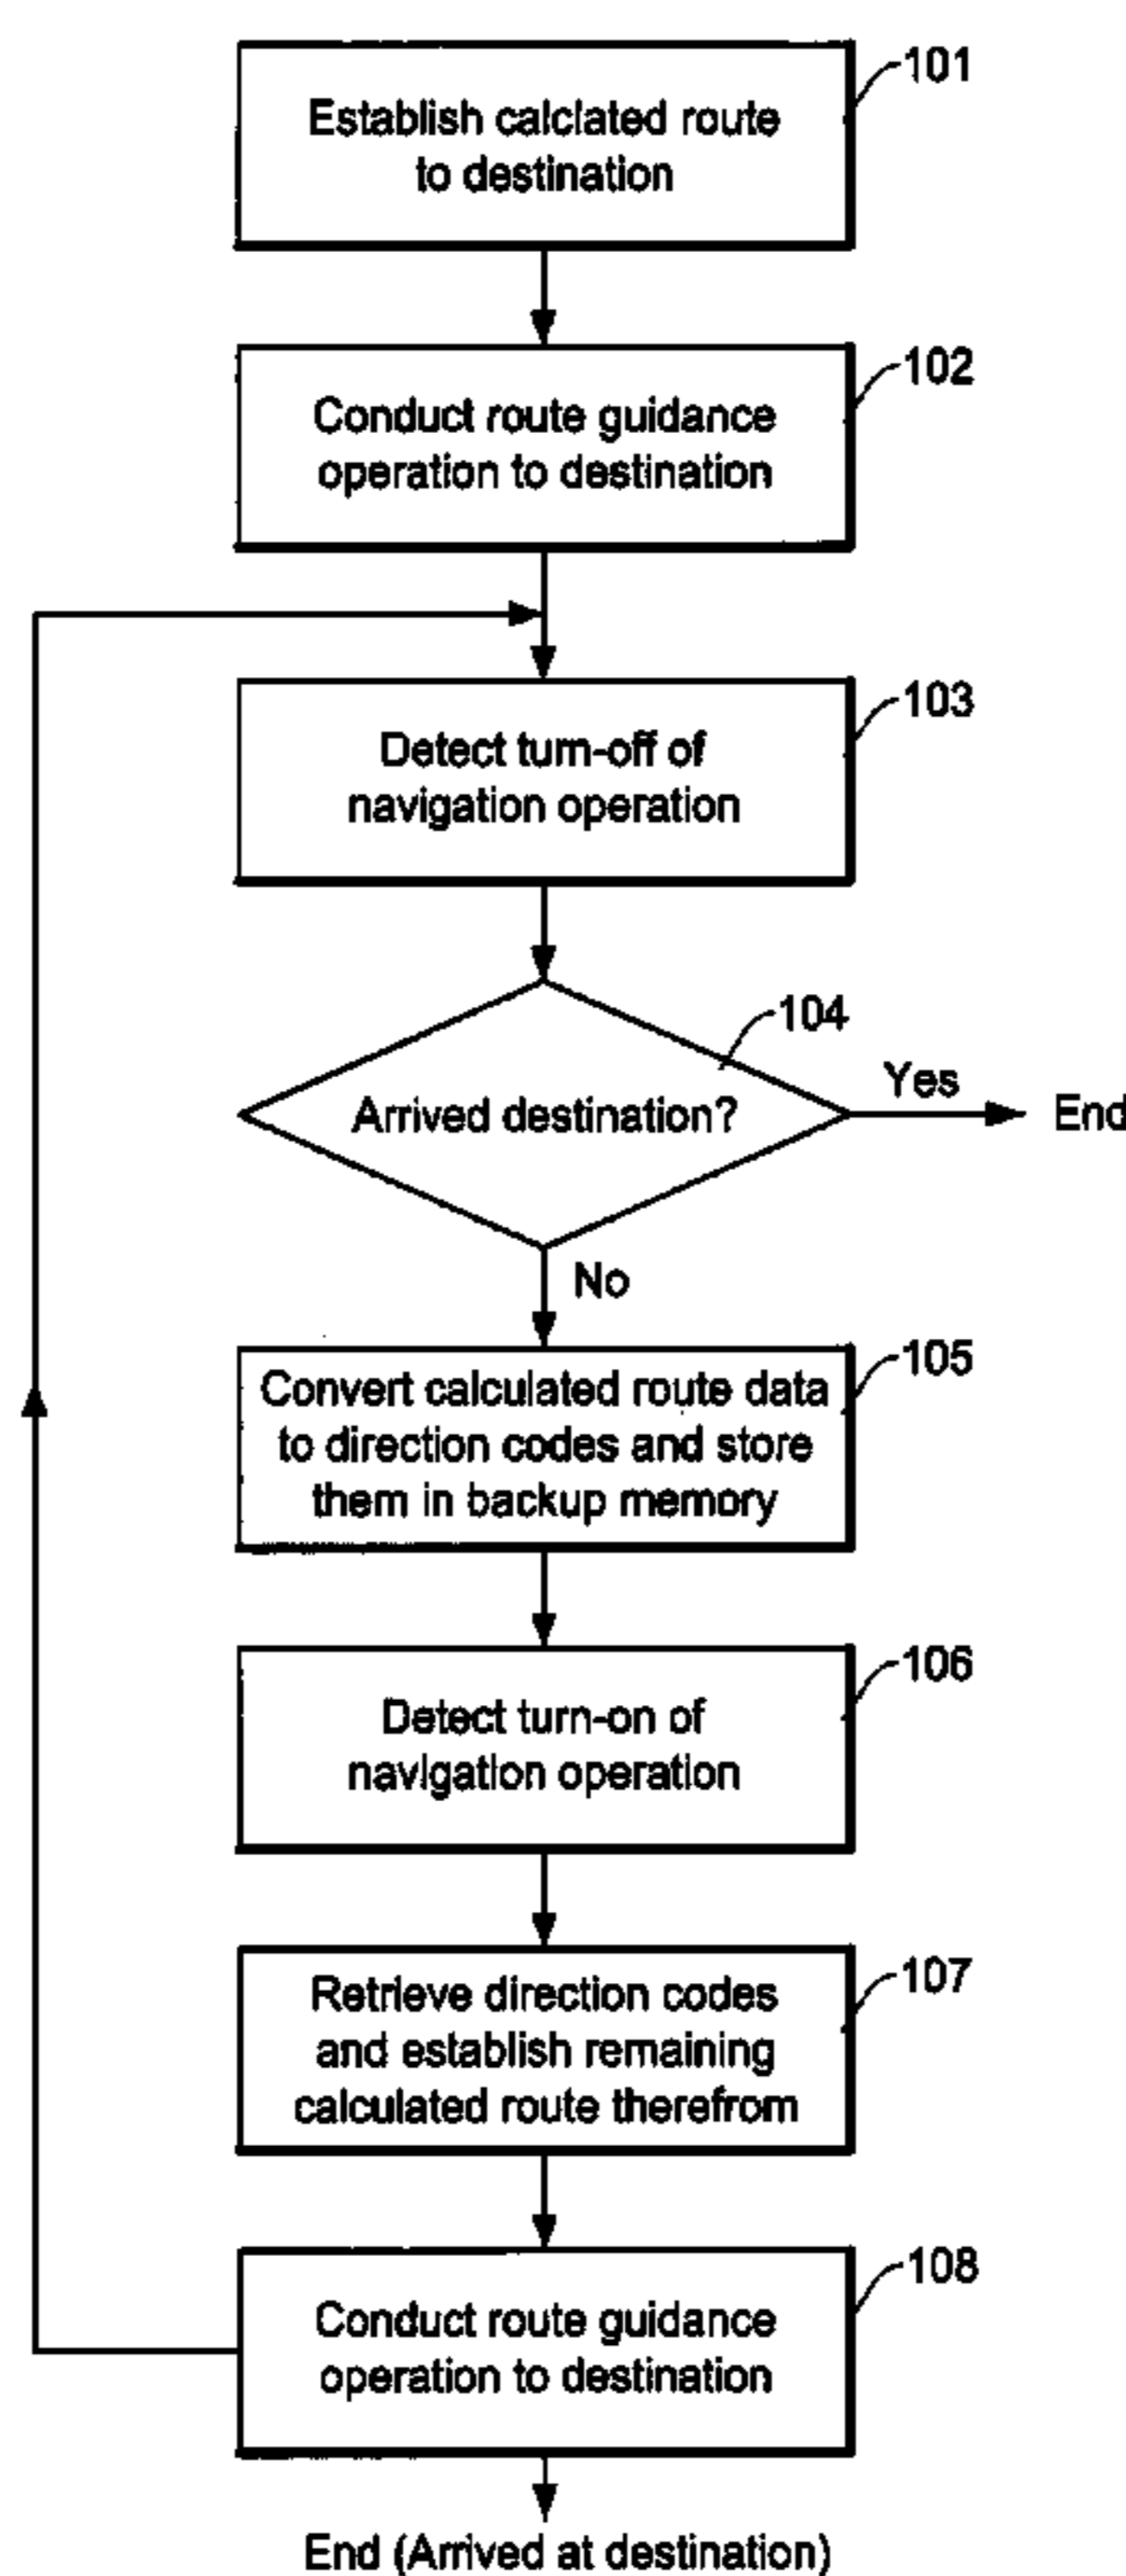 101
Establish calclated route
to destination
102
Conduct route guidance
operation to destination
103
Detect turn-off of
navigation operation
104
Arrived destination?
Yes
End
No
105
Convert calculated route data
to direction codes and store
them in backup memory
106
Detect turn-on of
navigation operation
107
Retrieve direction codes
and establish remaining
calculated route therefrom
108
Conduct route guidance
operation to destination
End (Arrived at destination)